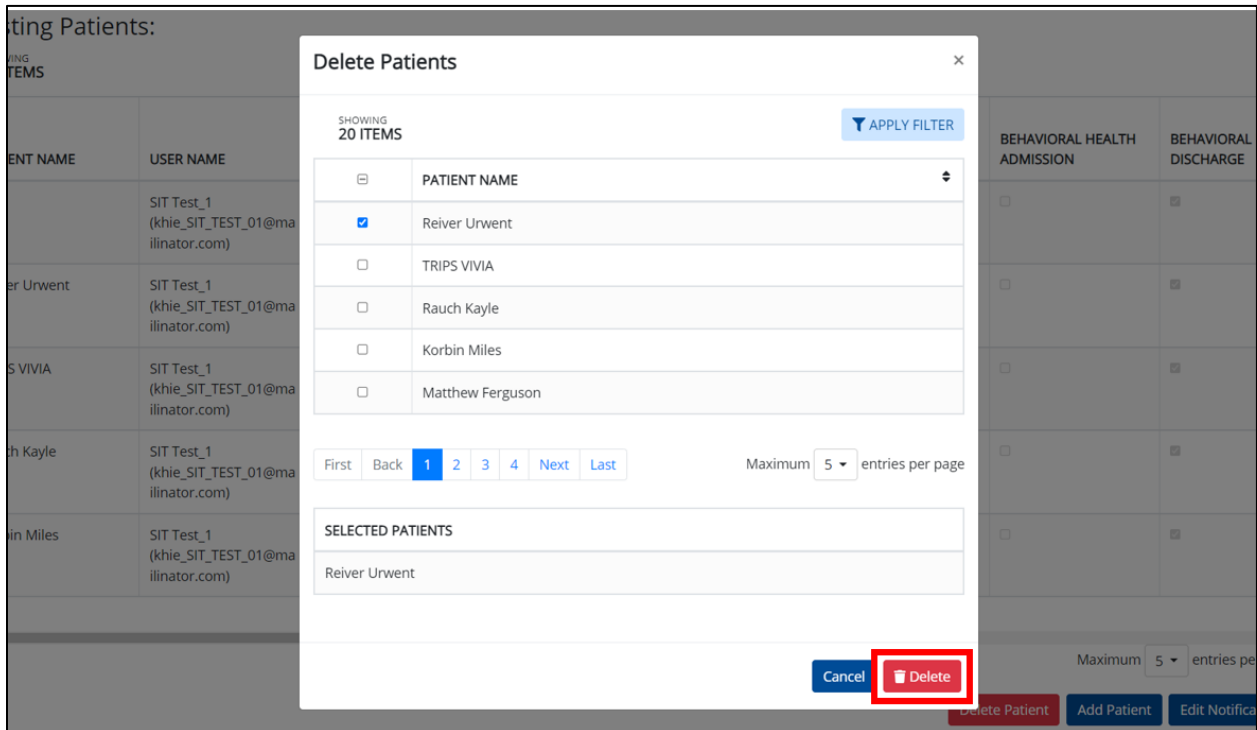 sting Patients:
TEMS
ENT NAME
USER NAME
BEHAVIORAL HEALTH
ADMISSION
BEHAVIORAL
DISCHARGE
SIT Test_1
(khie_SIT_TEST_01@ma
ilinator.com)
er Urwent
SIT Test_1
(khie_SIT_TEST_01@ma
ilinator.com)
S VIVIA
SIT Test_1
(khie_SIT_TEST_01@ma
ilinator.com)
ch Kayle
SIT Test_1
(khie_SIT_TEST_01@ma
ilinator.com)
bin Miles
SIT Test_1
(khie_SIT_TEST_01@ma
ilinator.com)
Delete Patients
×
SHOWING
20 ITEMS
APPLY FILTER
PATIENT NAME
Reiver Urwent
TRIPS VIVIA
Rauch Kayle
Korbin Miles
Matthew Ferguson
First Back 1 2 3 4 Next Last
Maximum 5 entries per page
SELECTED PATIENTS
Reiver Urwent
Cancel Delete
Maximum 5 entries pe
Delete Patient Add Patient Edit Notifica